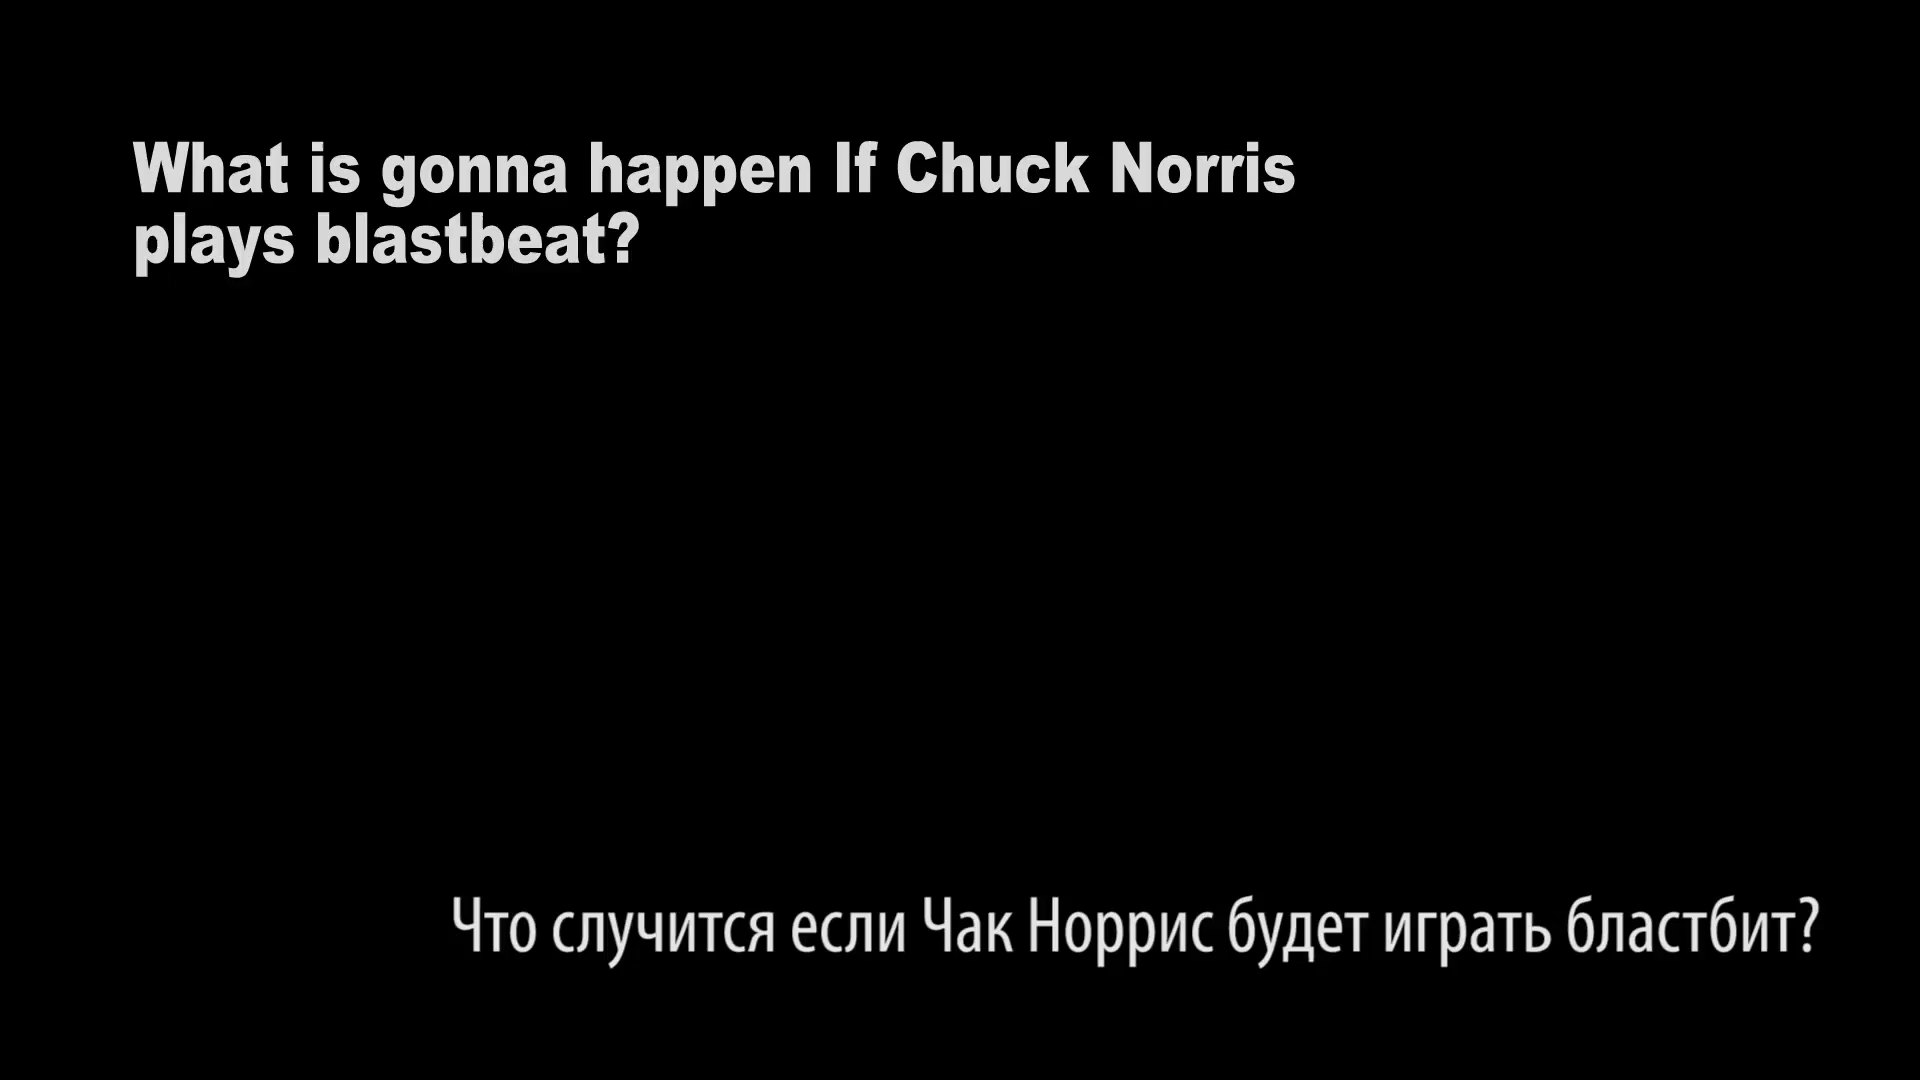 What is gonna happen If Chuck Norris
plays blastbeat?
Что случится если Чак Норрис будет играть бластбит?